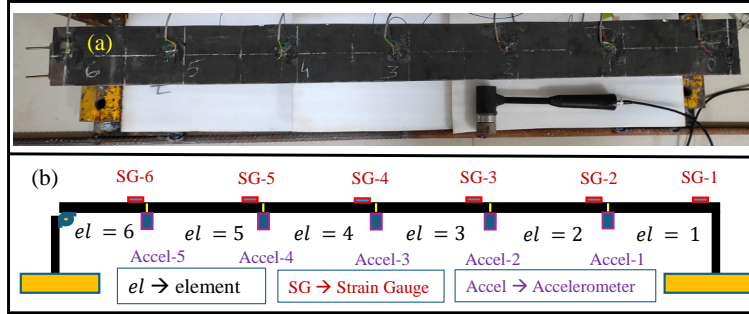 (a)
6 5 4 3 2 0
(b)
SG-6 SG-5 SG-4 SG-3 SG-2 SG-1
el = 6 el = 5 el = 4 el = 3 el = 2 el = 1
Accel-5 Accel-4 Accel-3 Accel-2 Accel-1
el → element
SG → Strain Gauge
Accel → Accelerometer